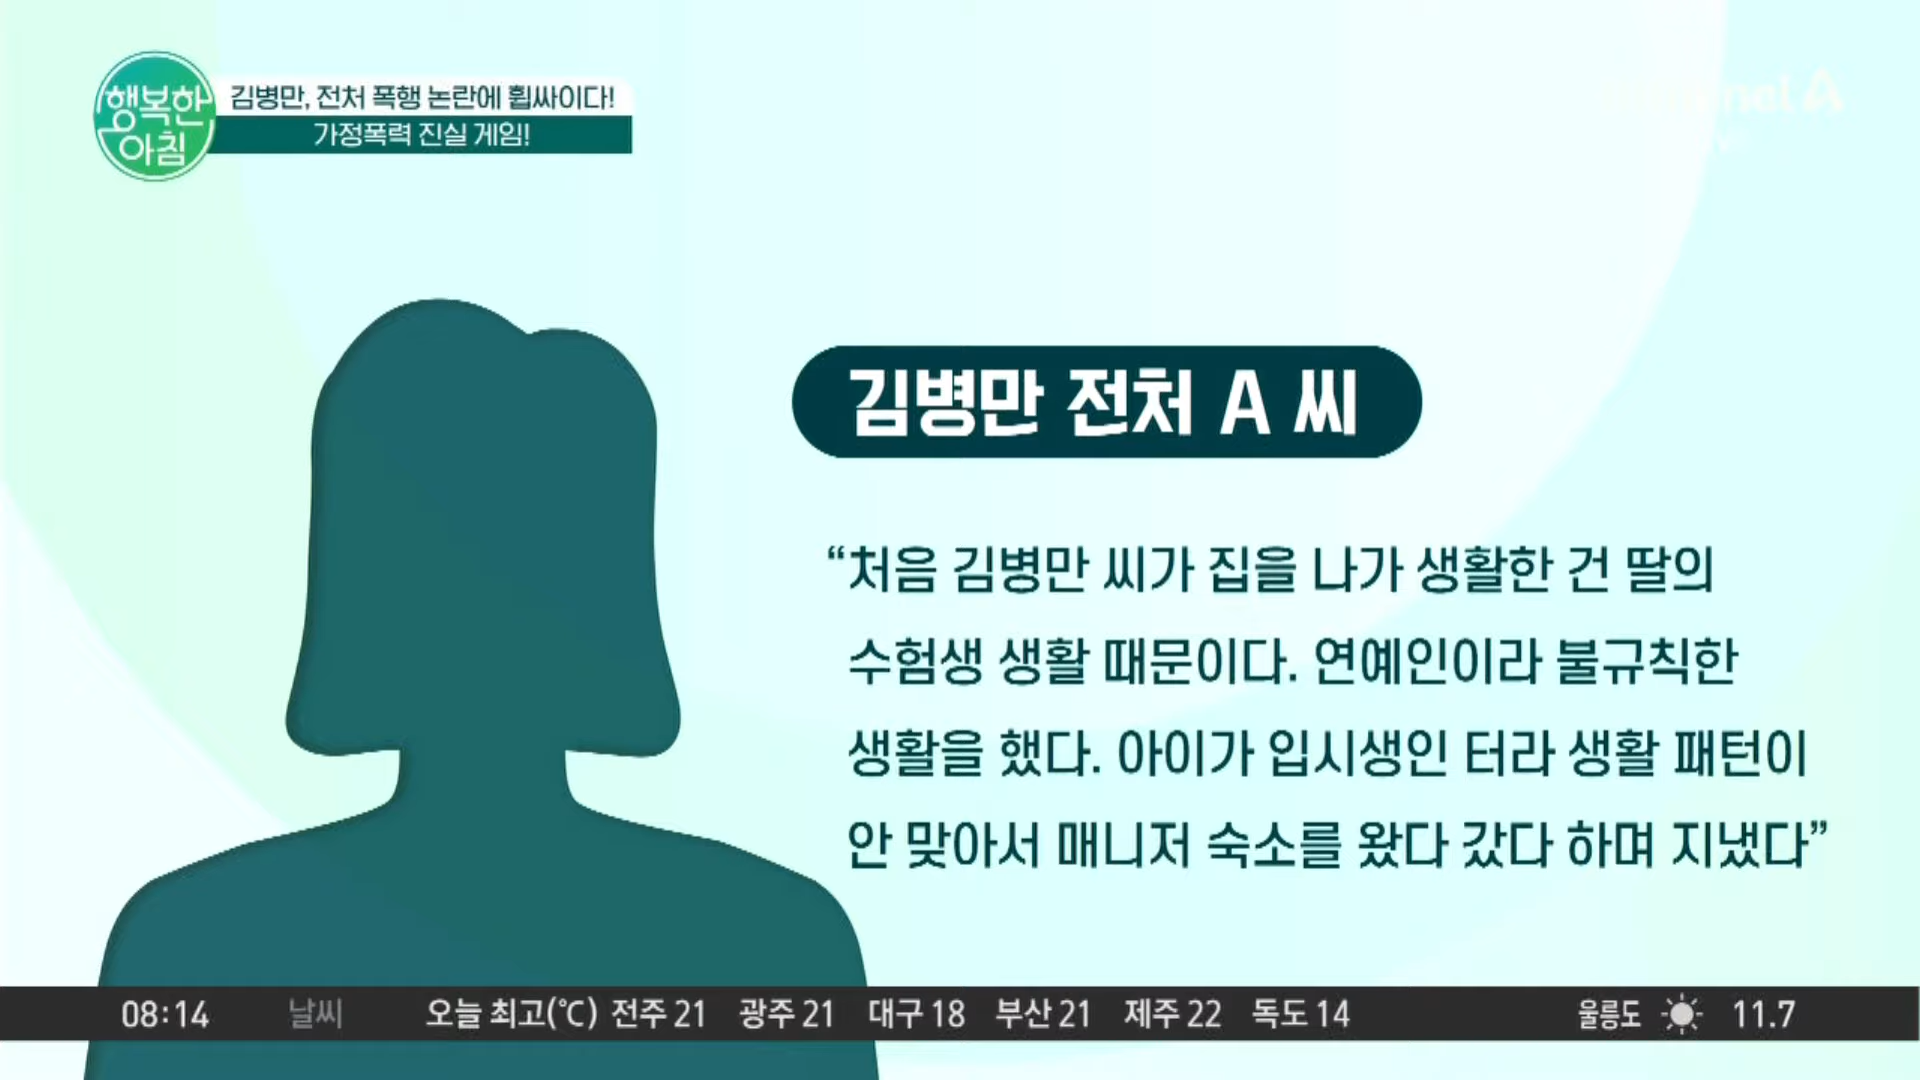 행복한
아침
김병만, 전처 폭행 논란에 휩싸이다!
가정폭력 진실 게임!
김병만 전처 A 씨
“처음 김병만 씨가 집을 나가 생활한 건 딸의
수험생 생활 때문이다. 연예인이라 불규칙한
생활을 했다. 아이가 입시생인 터라 생활 패턴이
안 맞아서 매니저 숙소를 왔다 갔다 하며 지냈다”
08:14 날씨 오늘 최고(℃) 전주 21 광주 21 대구 18 부산 21 제주 22 독도 14 울릉도 11.7